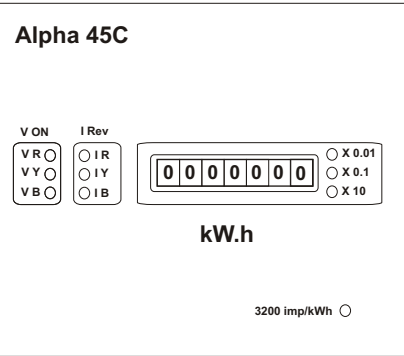 Alpha 45C
V ON I Rev
V R I R X 0.01
V Y I Y 0 0 0 0 0 0 0 X 0.1
V B I B X 10
kW.h
3200 imp/kWh